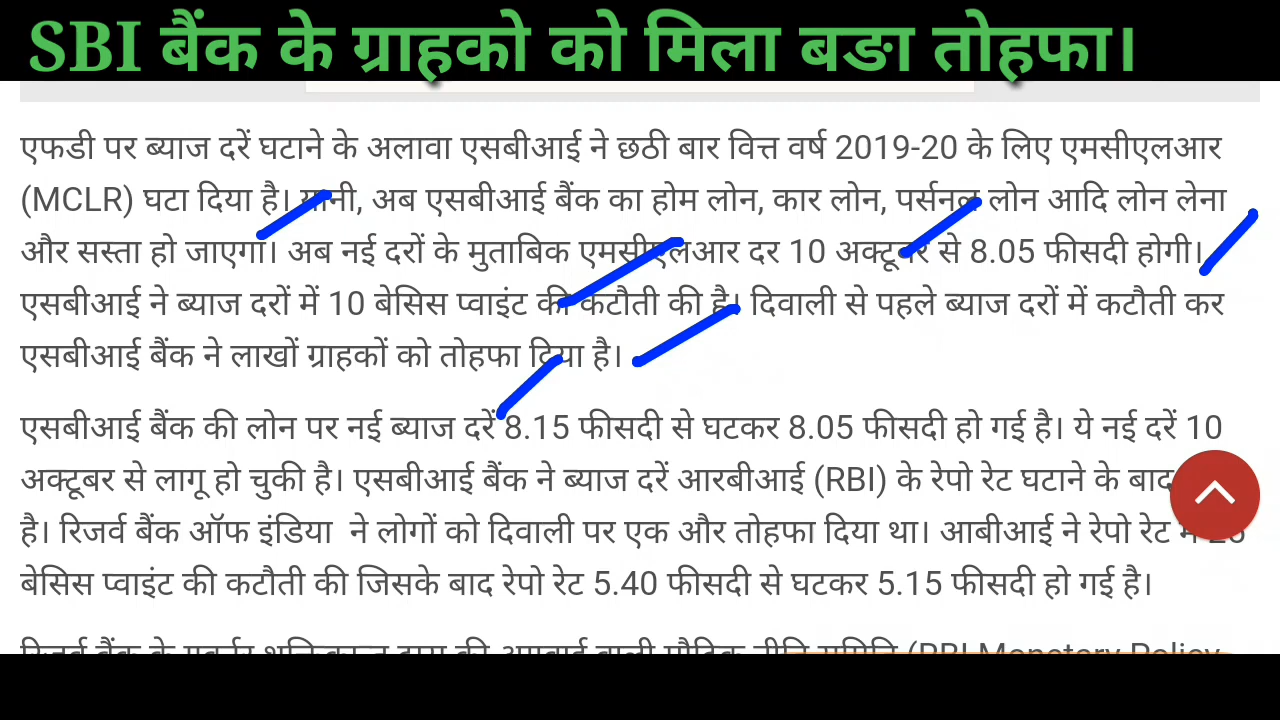 SBI बैंक के ग्राहको को मिला बङा तोहफा।
एफडी पर ब्याज दरें घटाने के अलावा एसबीआई ने छठी बार वित्त वर्ष 2019-20 के लिए एमसीएलआर
(MCLR) घटा दिया है। यानी, अब एसबीआई बैंक का होम लोन, कार लोन, पर्सनल लोन आदि लोन लेना
और सस्ता हो जाएगा। अब नई दरों के मुताबिक एमसीएलआर दर 10 अक्टूबर से 8.05 फीसदी होगी।
एसबीआई ने ब्याज दरों में 10 बेसिस प्वाइंट की कटौती की है। दिवाली से पहले ब्याज दरों में कटौती कर
एसबीआई बैंक ने लाखों ग्राहकों को तोहफा दिया है।
एसबीआई बैंक की लोन पर नई ब्याज दरें 8.15 फीसदी से घटकर 8.05 फीसदी हो गई है। ये नई दरें 10
अक्टूबर से लागू हो चुकी है। एसबीआई बैंक ने ब्याज दरें आरबीआई (RBI) के रेपो रेट घटाने के बाद
है। रिजर्व बैंक ऑफ इंडिया ने लोगों को दिवाली पर एक और तोहफा दिया था। आबीआई ने रेपो रेट
बेसिस प्वाइंट की कटौती की जिसके बाद रेपो रेट 5.40 फीसदी से घटकर 5.15 फीसदी हो गई है।
(RBI Monetary Policy